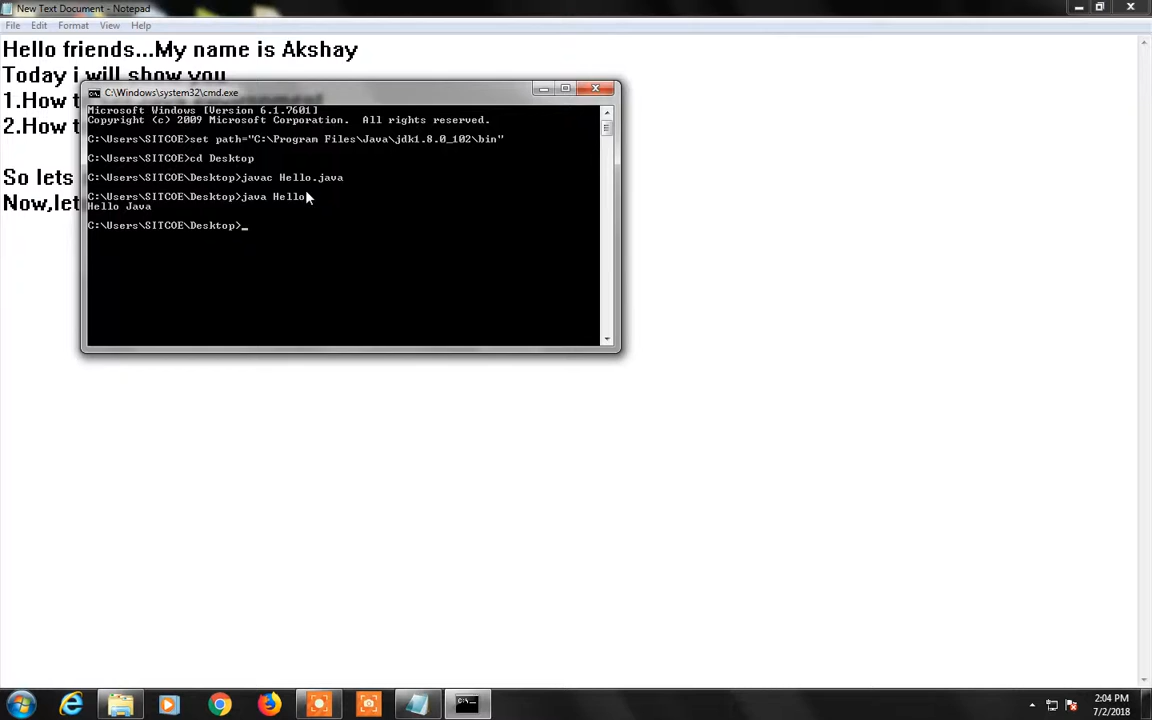 New Text Document - Notepad
File Edit Format View Help
Hello friends...My name is Akshay
Today i will show you
1.How t
2.How t
So lets
Now,let
C:\Windows\system32\cmd.exe
Microsoft Windows [Version 6.1.7601]
Copyright (c) 2009 Microsoft Corporation. All rights reserved.
C:\Users\SITCOE>set path="C:\Program Files\Java\jdk1.8.0_102\bin"
C:\Users\SITCOE>cd Desktop
C:\Users\SITCOE\Desktop>javac Hello.java
C:\Users\SITCOE\Desktop>java Hello
Hello Java
C:\Users\SITCOE\Desktop>_
2:04 PM
7/2/2018